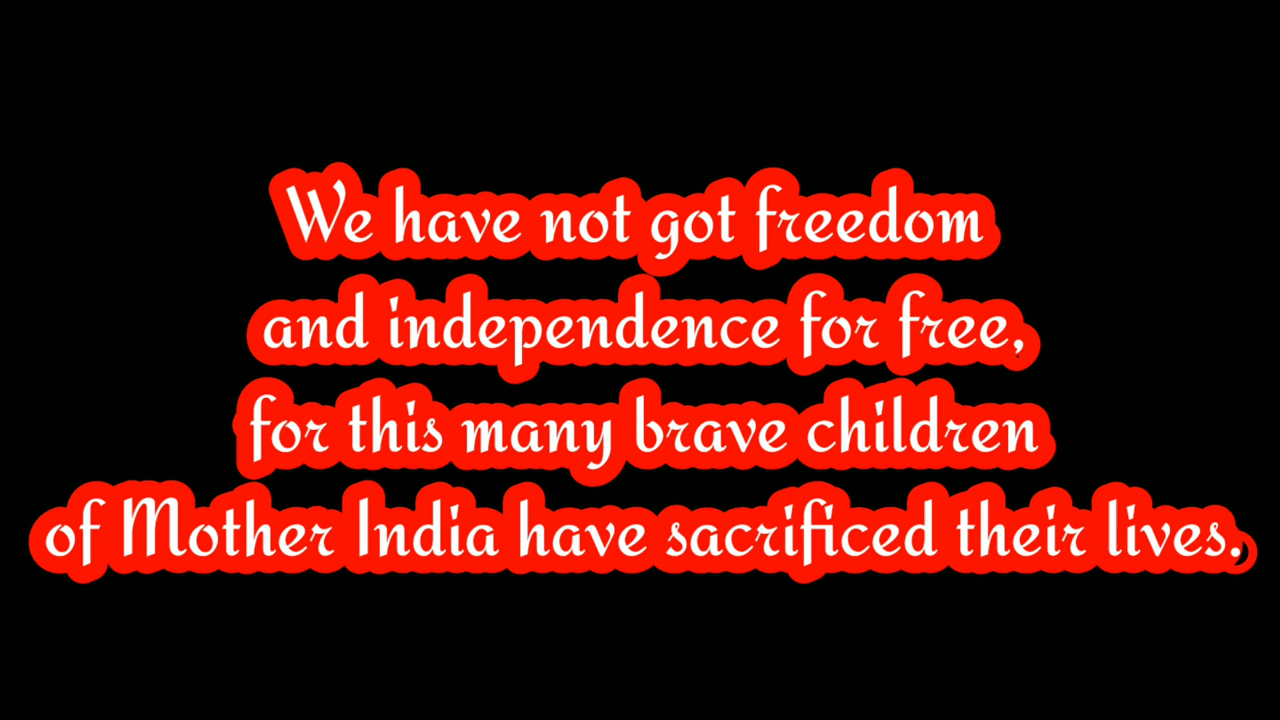 We have not got freedom
and independence for free,
for this many brave children
of Mother India have sacrificed their lives.